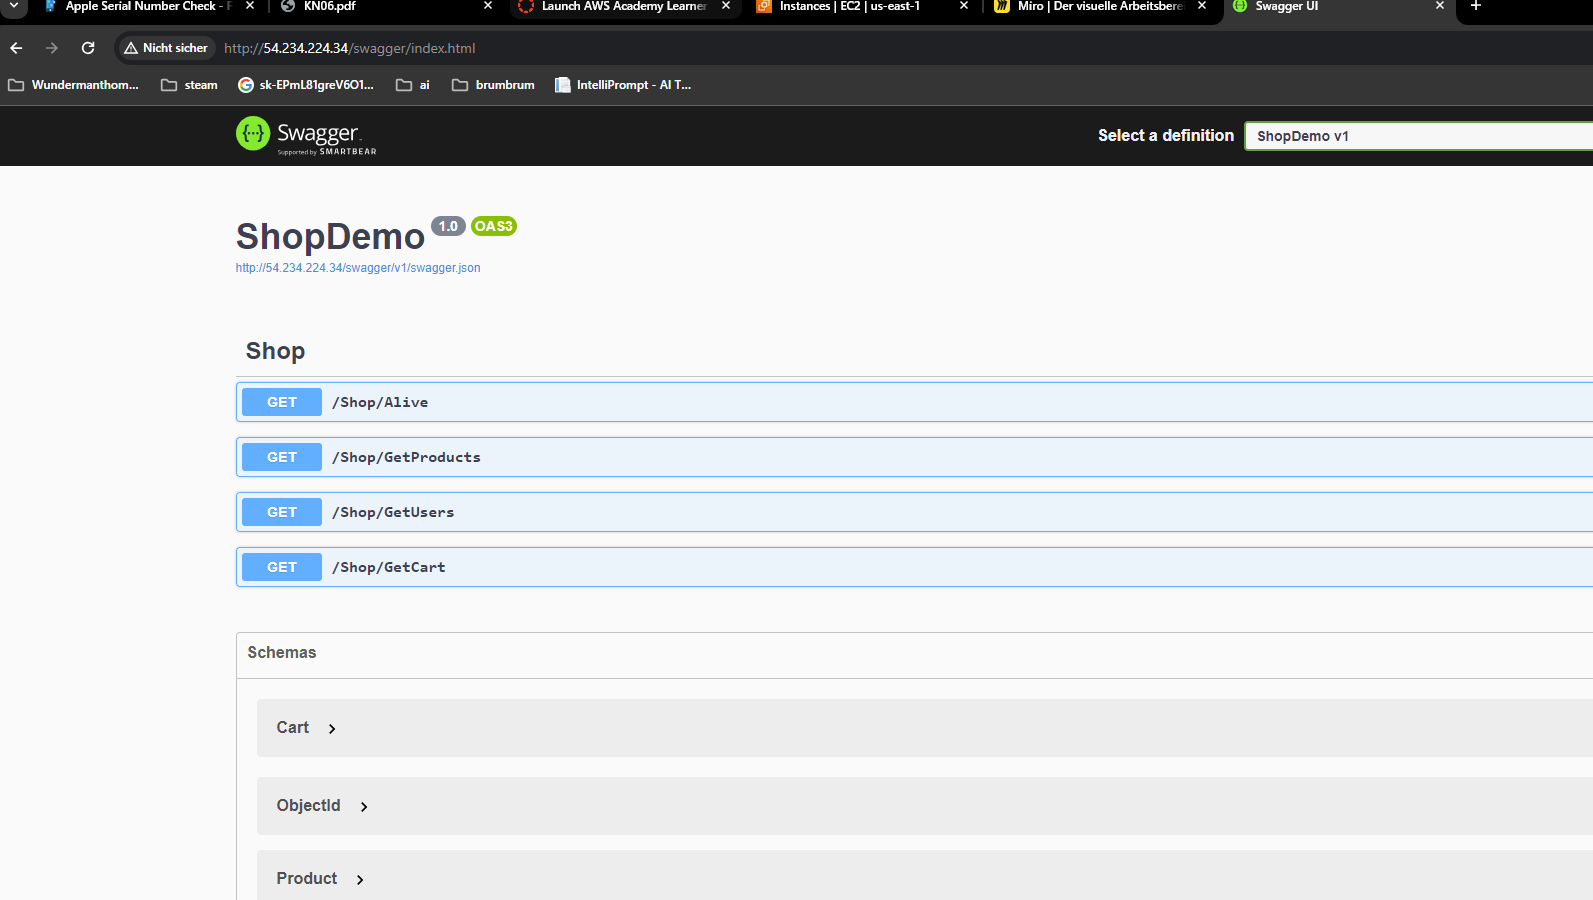 Apple Serial Number Check - F
KN06.pdf
Launch AWS Academy Learner
Instances | EC2 | us-east-1
Miro | Der visuelle Arbeitsberei
Swagger UI
Nicht sicher
http://54.234.224.34/swagger/index.html
Wundermanthom...
steam
sk-EPmL81greV6O1...
ai
brumbrum
IntelliPrompt - AI T...
Swagger.
Supported by SMARTBEAR
Select a definition
ShopDemo v1
ShopDemo 1.0 OAS3
http://54.234.224.34/swagger/v1/swagger.json
Shop
GET /Shop/Alive
GET /Shop/GetProducts
GET /Shop/GetUsers
GET /Shop/GetCart
Schemas
Cart
ObjectId
Product